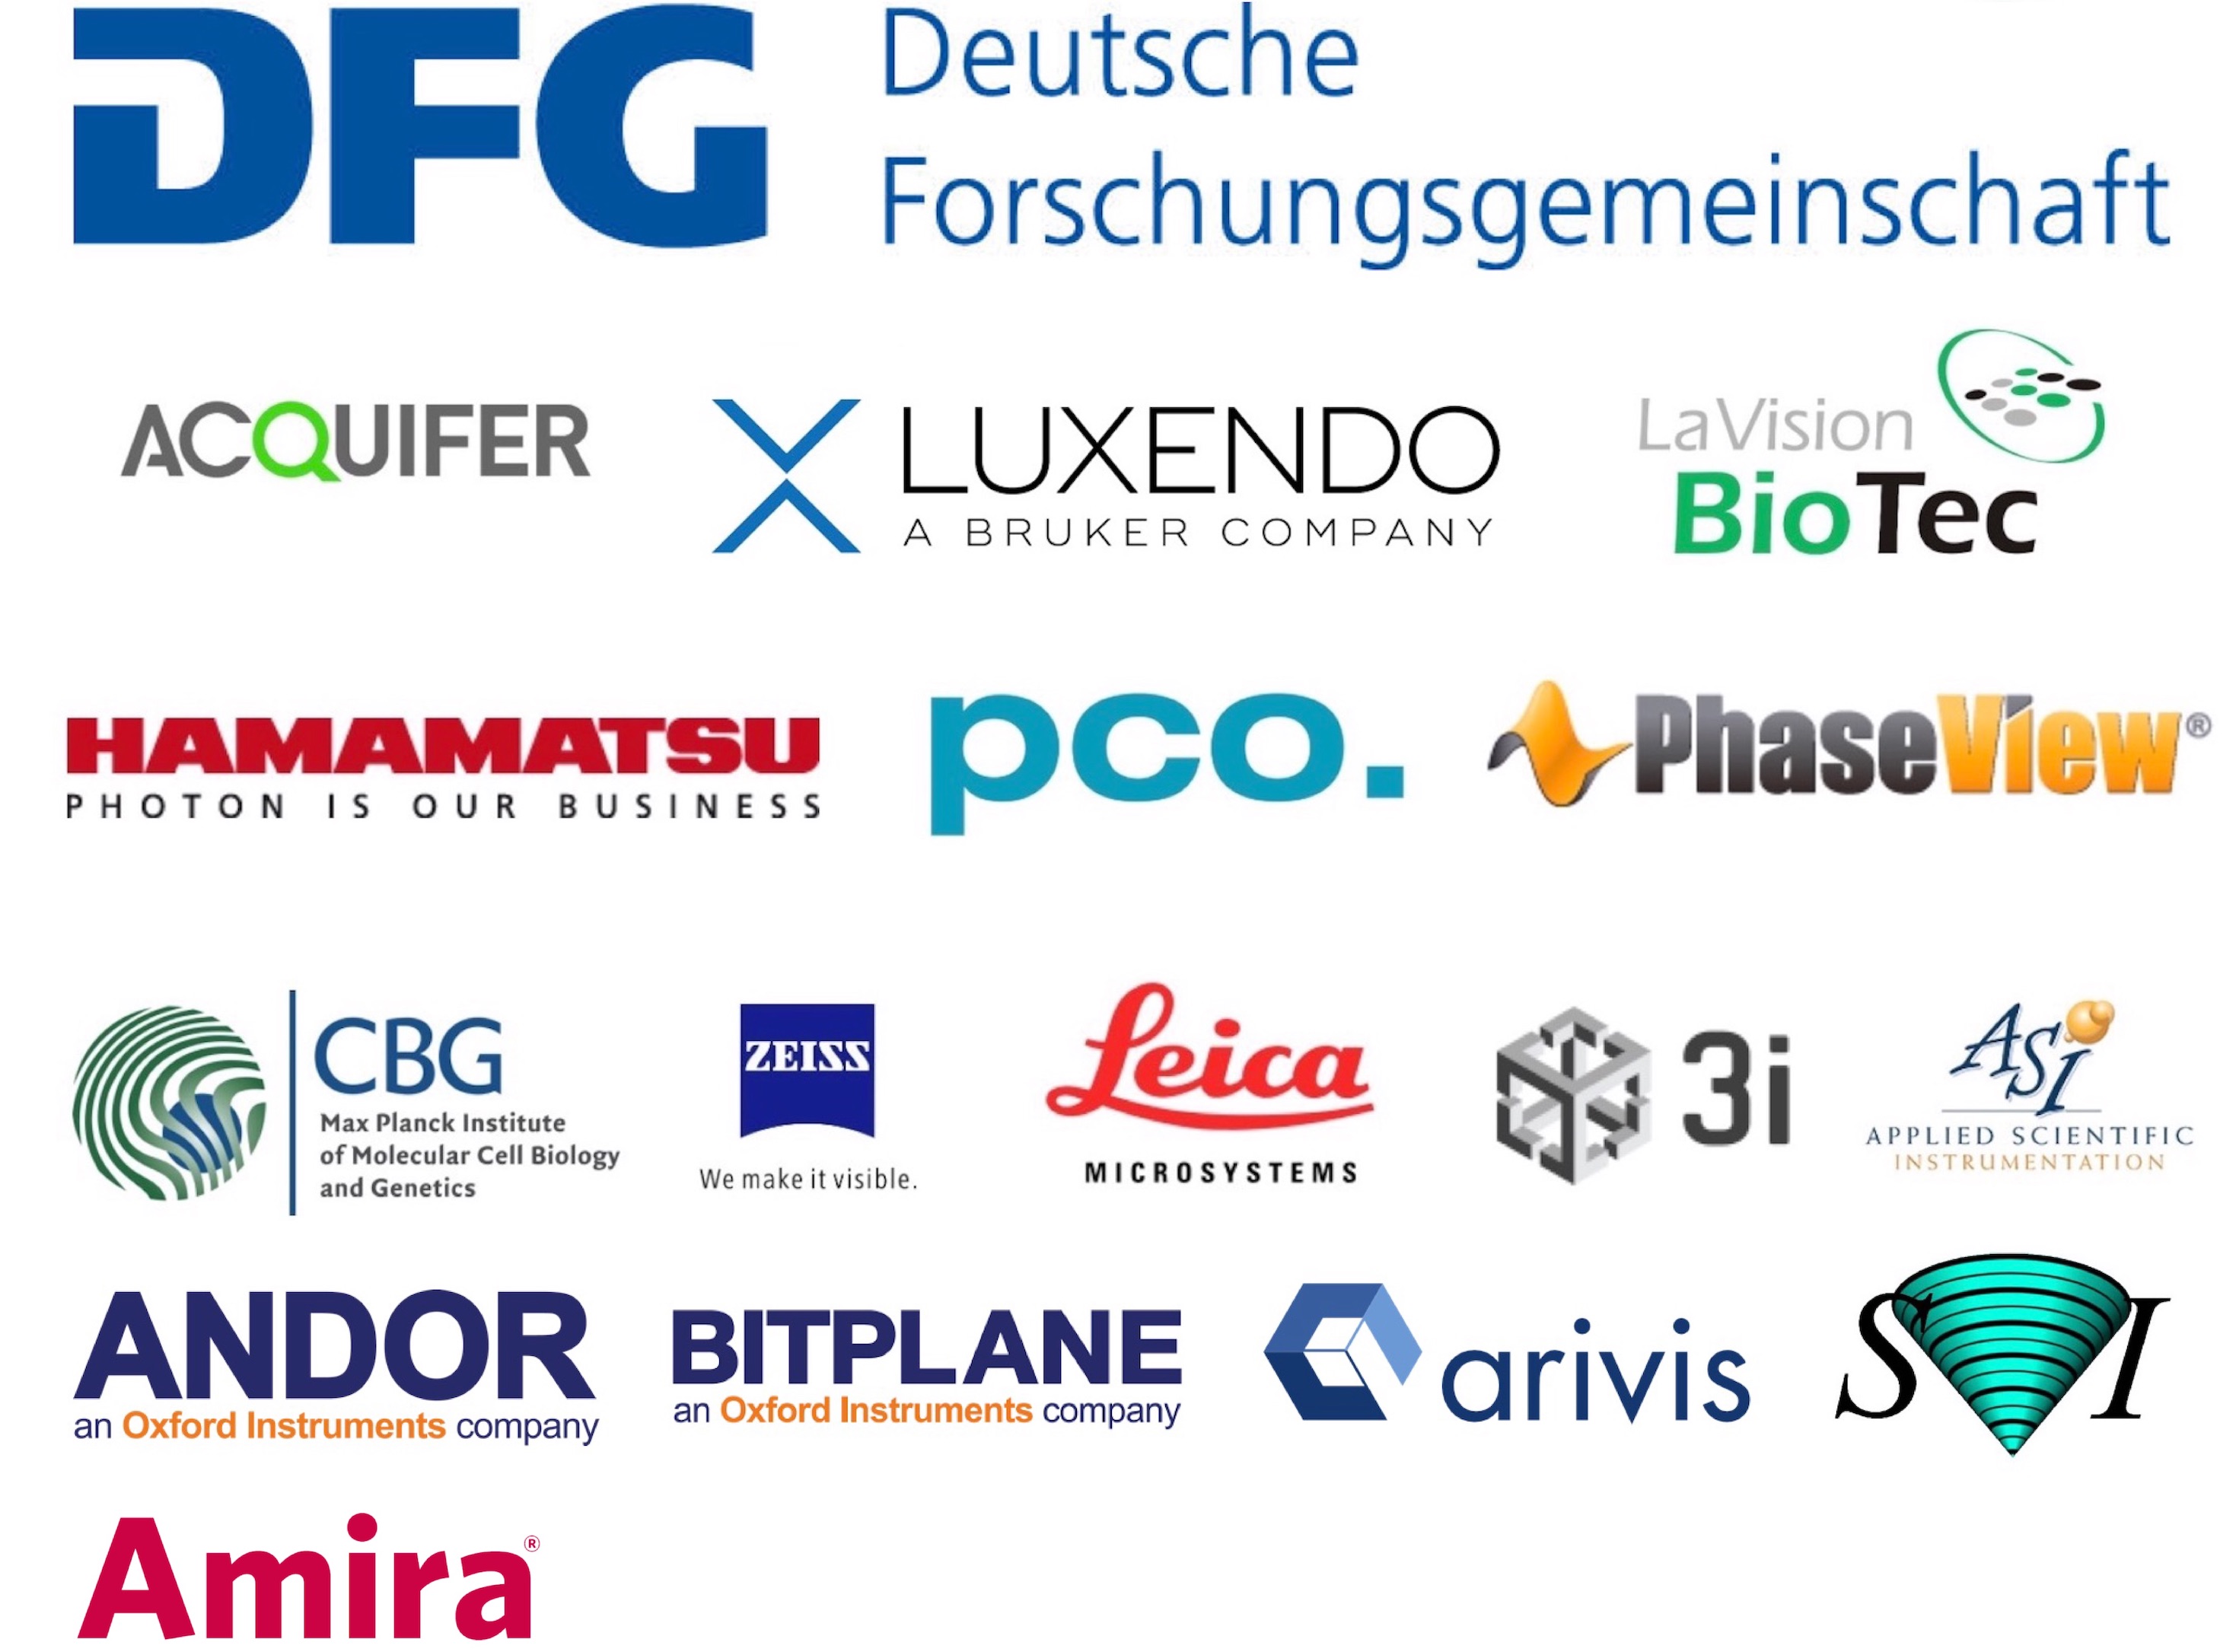 DFG
Deutsche
Forschungsgemeinschaft
ACQUIFER
LUXENDO
A BRUKER COMPANY
LaVision
BioTec
HAMAMATSU
PHOTON IS OUR BUSINESS
pco.
PhaseView®
CBG
Max Planck Institute
of Molecular Cell Biology
and Genetics
ZEISS
We make it visible.
Leica
MICROSYSTEMS
3i
ASI
APPLIED SCIENTIFIC
INSTRUMENTATION
ANDOR
an Oxford Instruments company
BITPLANE
an Oxford Instruments company
arivis
SVI
Amira®